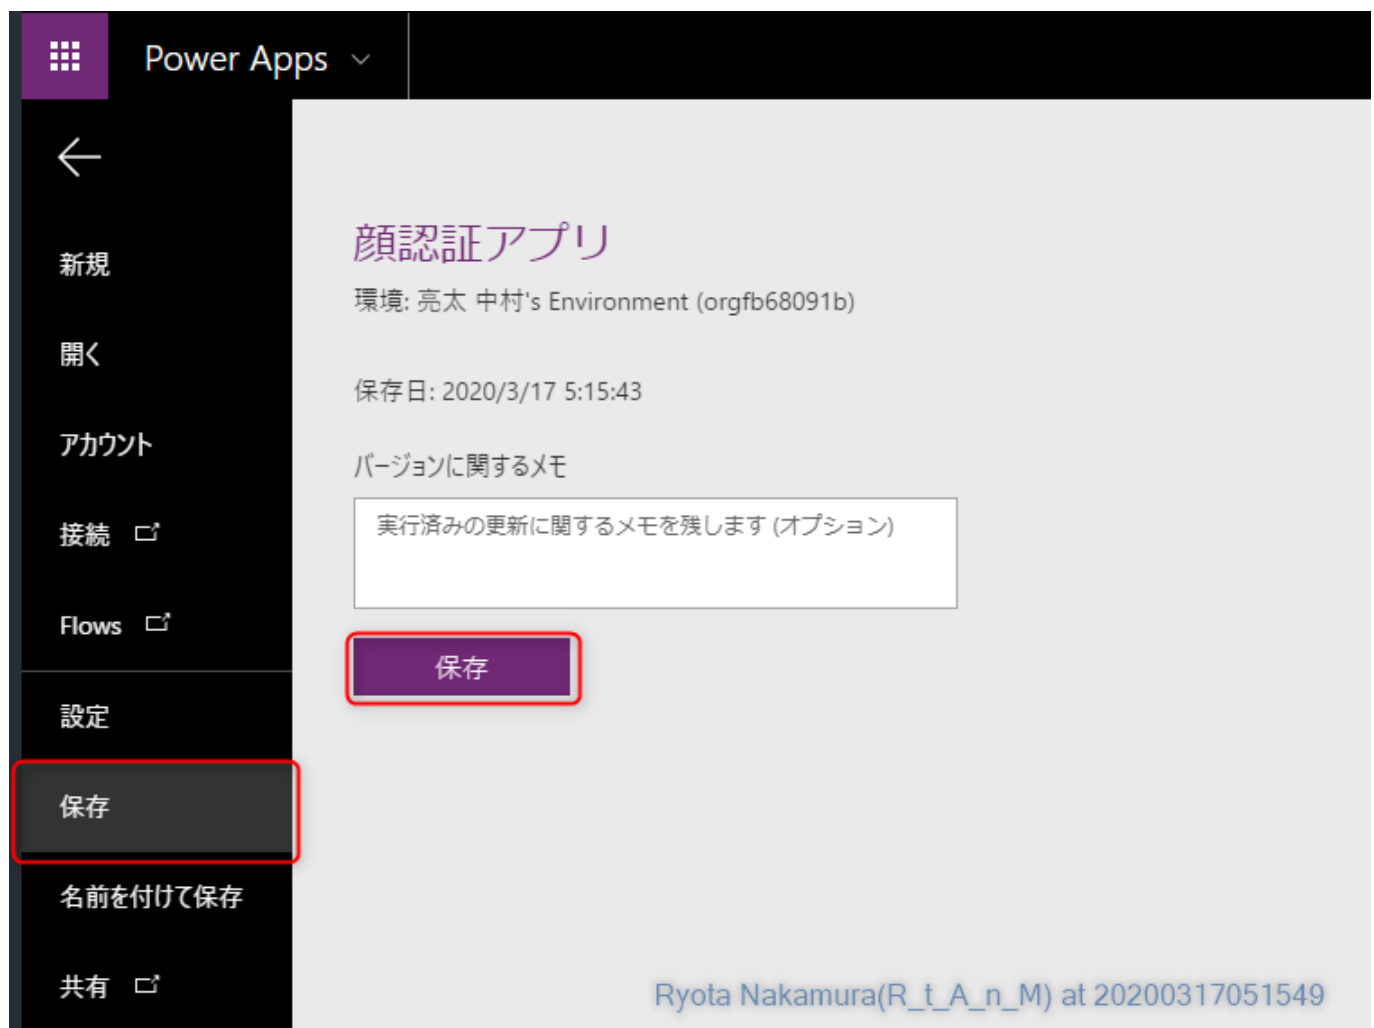 Power Apps
新規
開く
アカウント
接続
Flows
設定
保存
名前を付けて保存
共有
顔認証アプリ
環境: 亮太 中村's Environment (orgfb68091b)
保存日: 2020/3/17 5:15:43
バージョンに関するメモ
実行済みの更新に関するメモを残します (オプション)
保存
Ryota Nakamura(R_t_A_n_M) at 20200317051549